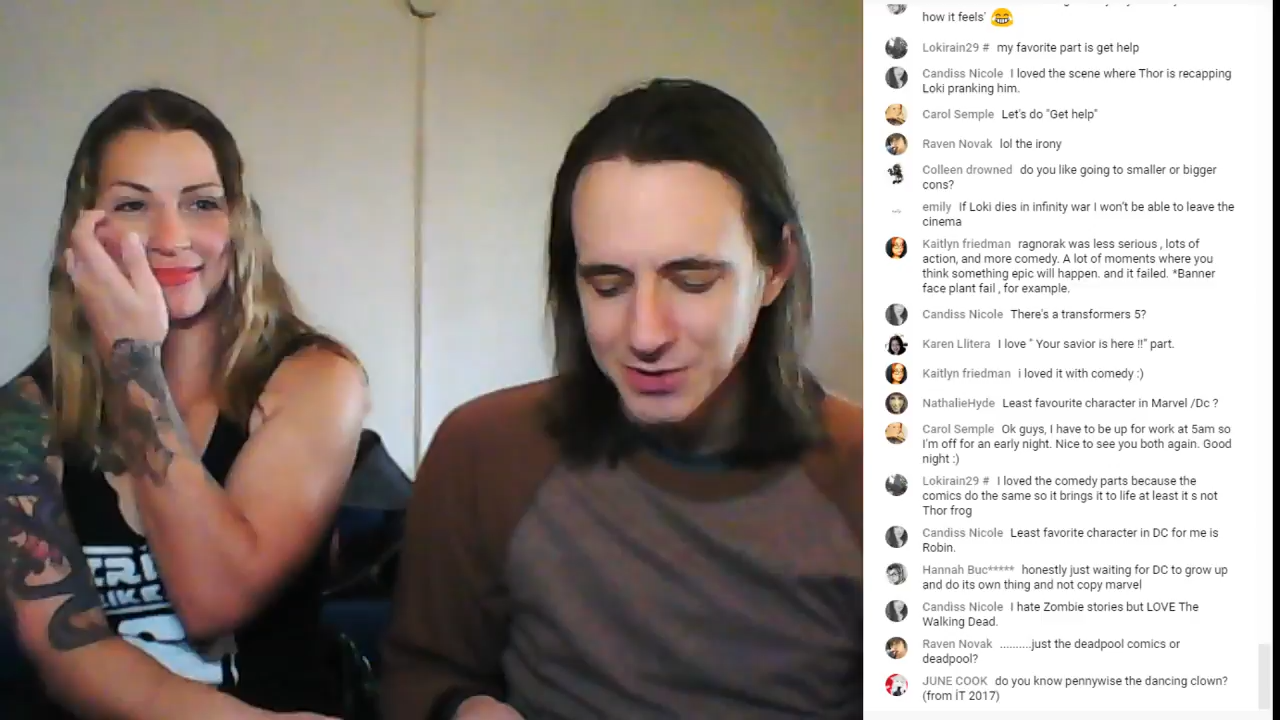 how it feels' 😂
Lokirain29 # my favorite part is get help
Candiss Nicole I loved the scene where Thor is recapping
Loki pranking him.
Carol Semple Let's do "Get help"
Raven Novak lol the irony
Colleen drowned do you like going to smaller or bigger
cons?
emily If Loki dies in infinity war I won't be able to leave the
cinema
Kaitlyn friedman ragnorak was less serious , lots of
action, and more comedy. A lot of moments where you
think something epic will happen. and it failed. *Banner
face plant fail , for example.
Candiss Nicole There's a transformers 5?
Karen Llitera I love " Your savior is here !!" part.
Kaitlyn friedman i loved it with comedy :)
NathalieHyde Least favourite character in Marvel /Dc ?
Carol Semple Ok guys, I have to be up for work at 5am so
I'm off for an early night. Nice to see you both again. Good
night :)
Lokirain29 # I loved the comedy parts because the
comics do the same so it brings it to life at least it s not
Thor frog
Candiss Nicole Least favorite character in DC for me is
Robin.
Hannah Buc***** honestly just waiting for DC to grow up
and do its own thing and not copy marvel
Candiss Nicole I hate Zombie stories but LOVE The
Walking Dead.
Raven Novak ..........just the deadpool comics or
deadpool?
JUNE COOK do you know pennywise the dancing clown?
(from İT 2017)